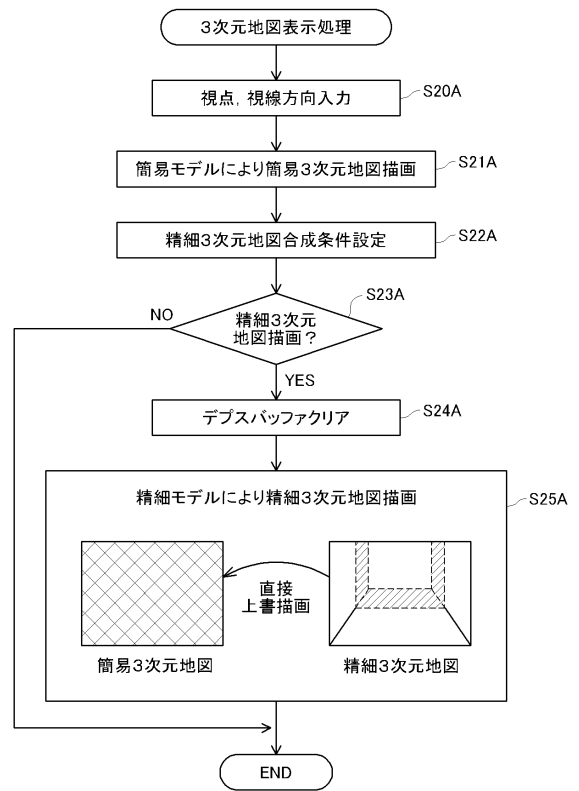 ３次元地図表示処理
視点，視線方向入力
S20A
簡易モデルにより簡易３次元地図描画
S21A
精細３次元地図合成条件設定
S22A
S23A
NO
精細３次元
地図描画？
YES
デプスバッファクリア
S24A
精細モデルにより精細３次元地図描画
S25A
直接
上書描画
簡易３次元地図
精細３次元地図
END